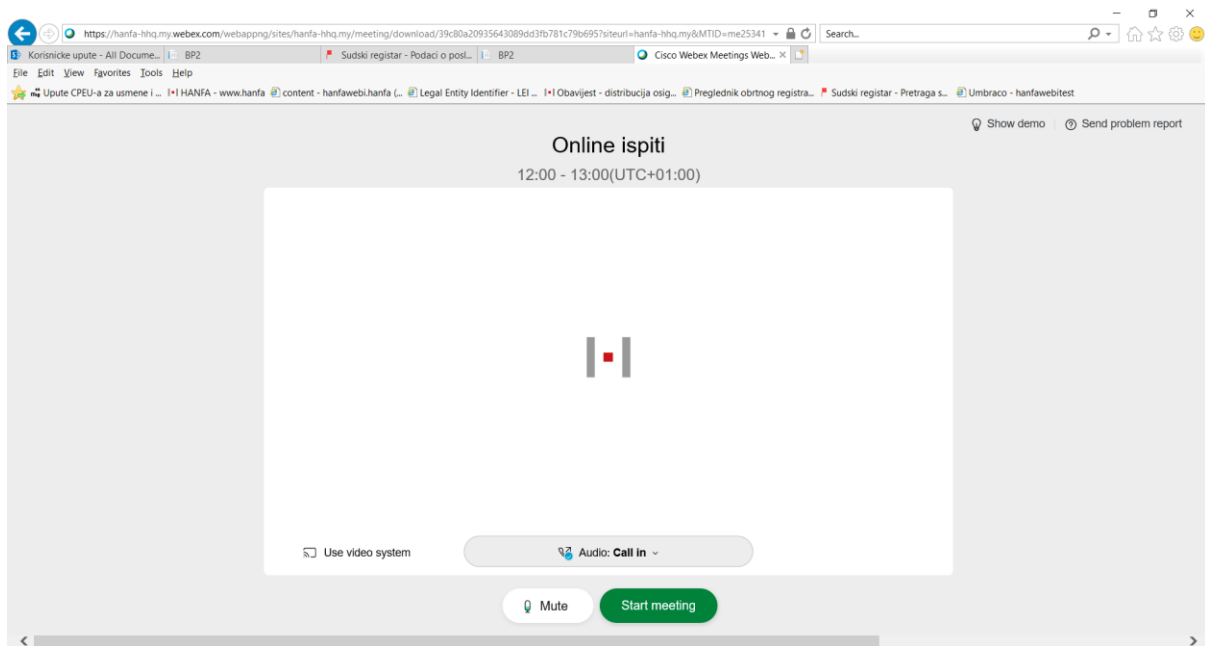 https://hanfa-hhq.my.webex.com/webappng/sites/hanfa-hhq.my/meeting/download/39c80a20935643089dd3fb781c79b695?siteurl=hanfa-hhq.my&MTID=me25341 Search...
Korisnicke upute - All Docume... BP2 Sudski registar - Podaci o posl... BP2 Cisco Webex Meetings Web...
File Edit View Favorites Tools Help
Upute CPEU-a za usmene i ... HANFA - www.hanfa content - hanfawebi.hanfa (... Legal Entity Identifier - LEI ... Obavijest - distribucija osig... Preglednik obrtnog registra... Sudski registar - Pretraga s... Umbraco - hanfawebitest
Show demo Send problem report
Online ispiti
12:00 - 13:00(UTC+01:00)
Use video system Audio: Call in
Mute Start meeting